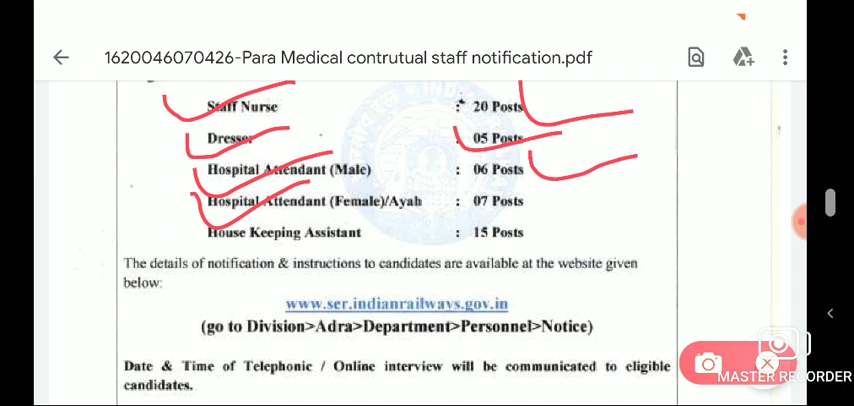 1620046070426-Para Medical contrutual staff notification.pdf
Staff Nurse : 20 Posts
Dresser : 05 Posts
Hospital Attendant (Male) : 06 Posts
Hospital Attendant (Female)/Ayah : 07 Posts
House Keeping Assistant : 15 Posts
The details of notification & instructions to candidates are available at the website given
below:
www.ser.indianrailways.gov.in
(go to Division>Adra>Department>Personnel>Notice)
Date & Time of Telephonic / Online interview will be communicated to eligible
candidates.
MASTER RECORDER